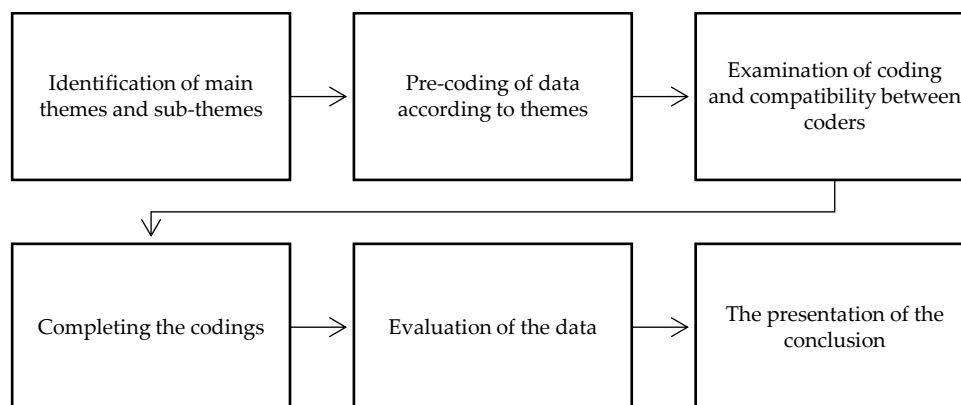 Identification of main
themes and sub-themes
Pre-coding of data
according to themes
Examination of coding
and compatibility between
coders
Completing the codings
Evaluation of the data
The presentation of the
conclusion